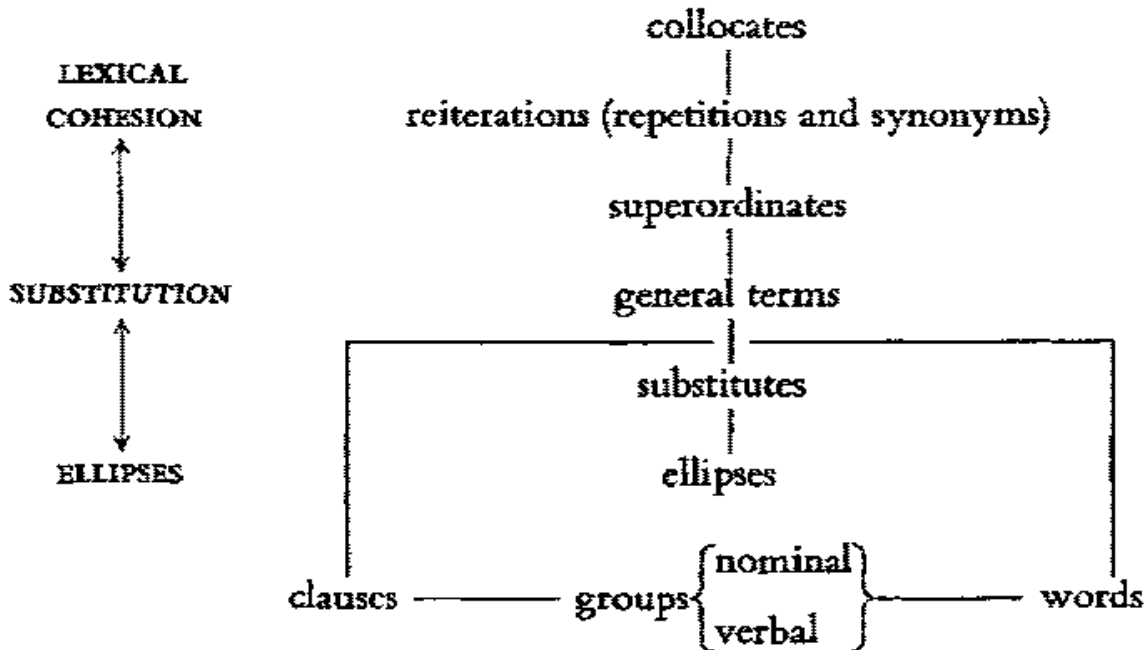 collocates
LEXICAL
COHESION
reiterations (repetitions and synonyms)
superordinates
SUBSTITUTION
general terms
substitutes
ELLIPSES
ellipses
nominal
clauses
groups
words
verbal